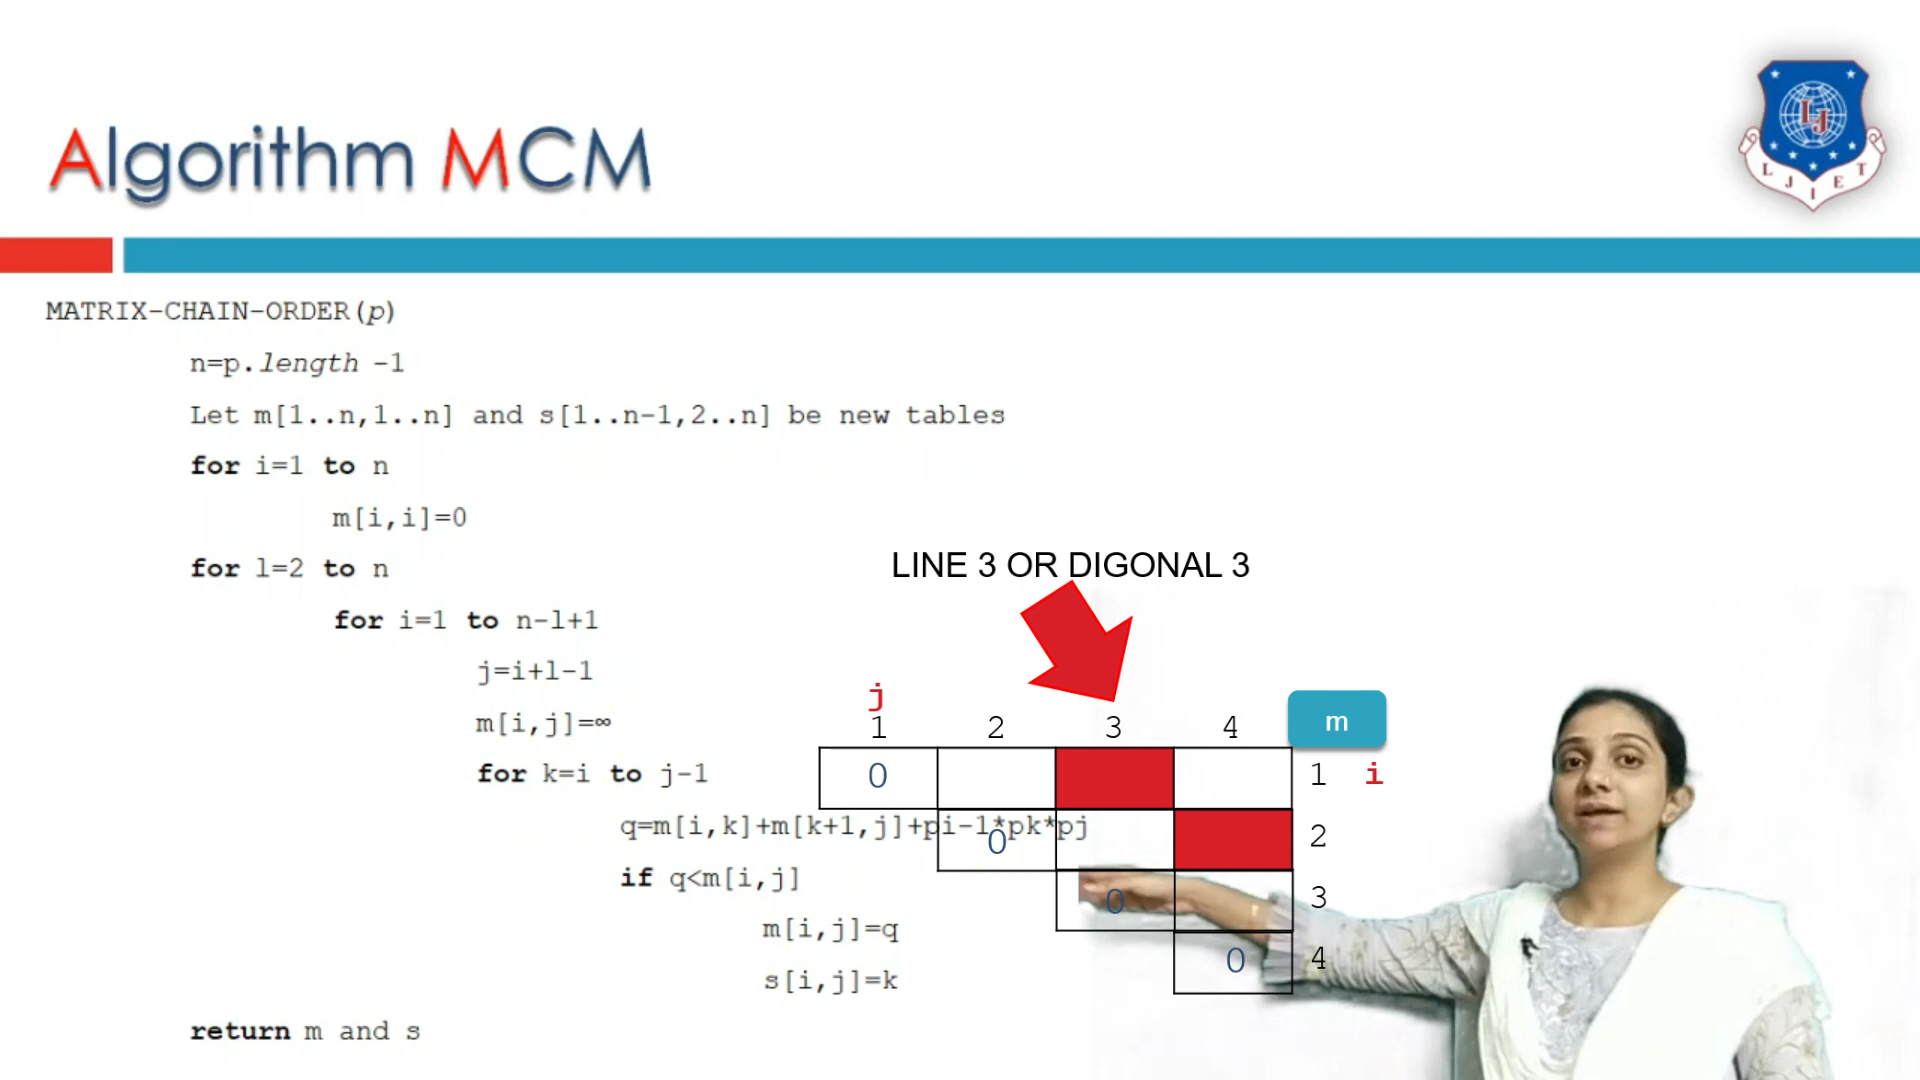 Algorithm MCM
L J I E T
LJ
MATRIX-CHAIN-ORDER(p)
n=p.length -1
Let m[1..n,1..n] and s[1..n-1,2..n] be new tables
for i=1 to n
m[i,i]=0
for l=2 to n
for i=1 to n-l+1
j=i+l-1
m[i,j]=∞
for k=i to j-1
q=m[i,k]+m[k+1,j]+pi-1*pk*pj
if q<m[i,j]
m[i,j]=q
s[i,j]=k
return m and s
LINE 3 OR DIGONAL 3
j
1 2 3 4 m
0 1 i
0 2
0 3
0 4